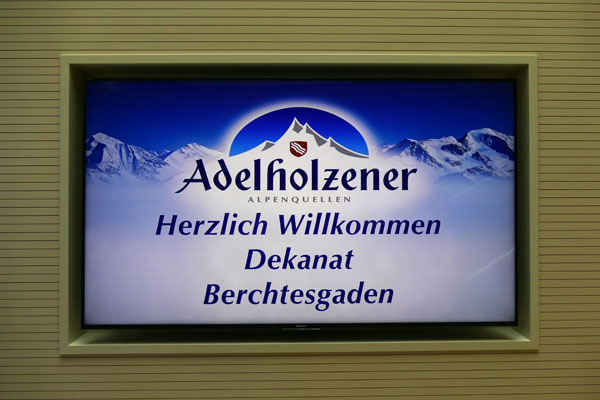 Adelholzener
ALPENQUELLEN
Herzlich Willkommen
Dekanat
Berchtesgaden